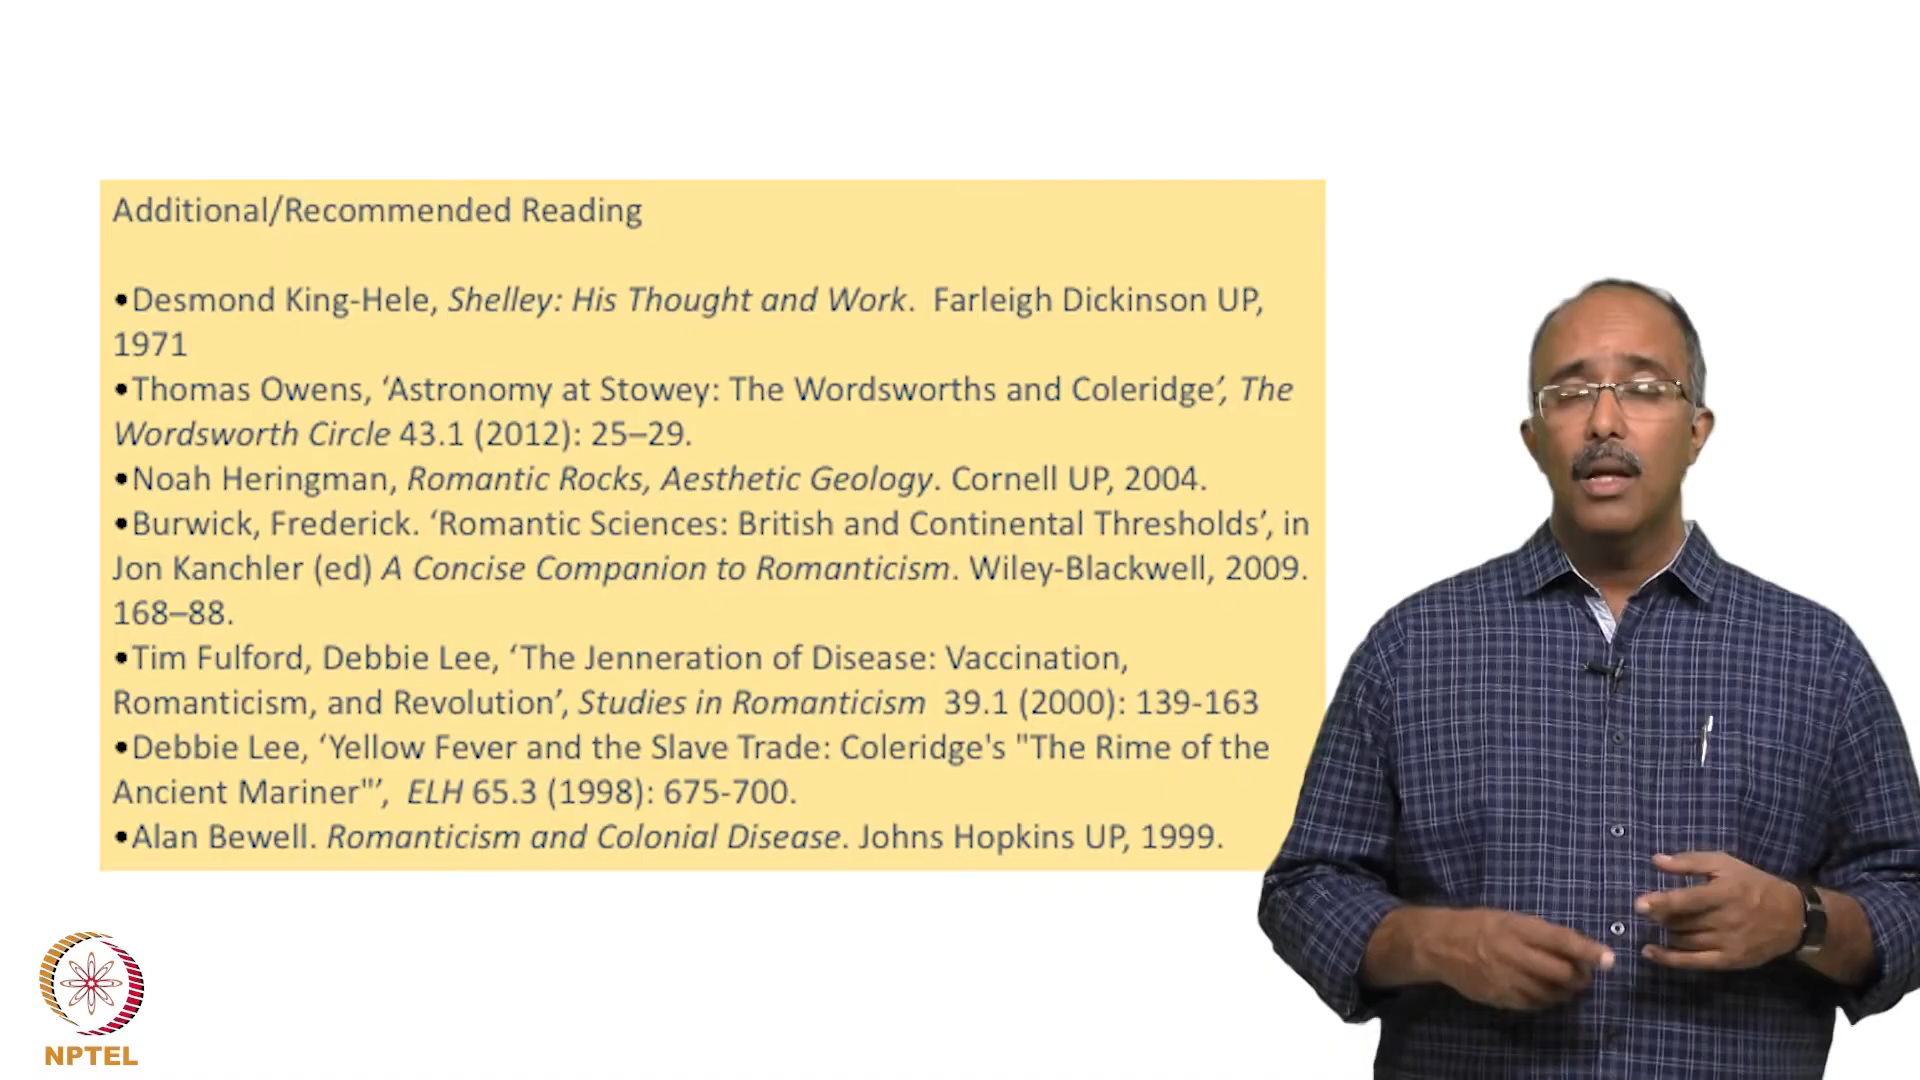 Additional/Recommended Reading
•Desmond King-Hele, Shelley: His Thought and Work.  Farleigh Dickinson UP,
1971
•Thomas Owens, ‘Astronomy at Stowey: The Wordsworths and Coleridge’, The
Wordsworth Circle 43.1 (2012): 25–29.
•Noah Heringman, Romantic Rocks, Aesthetic Geology. Cornell UP, 2004.
•Burwick, Frederick. ‘Romantic Sciences: British and Continental Thresholds’, in
Jon Kanchler (ed) A Concise Companion to Romanticism. Wiley-Blackwell, 2009.
168–88.
•Tim Fulford, Debbie Lee, ‘The Jenneration of Disease: Vaccination,
Romanticism, and Revolution’, Studies in Romanticism  39.1 (2000): 139-163
•Debbie Lee, ‘Yellow Fever and the Slave Trade: Coleridge's "The Rime of the
Ancient Mariner"’,  ELH 65.3 (1998): 675-700.
•Alan Bewell. Romanticism and Colonial Disease. Johns Hopkins UP, 1999.
NPTEL